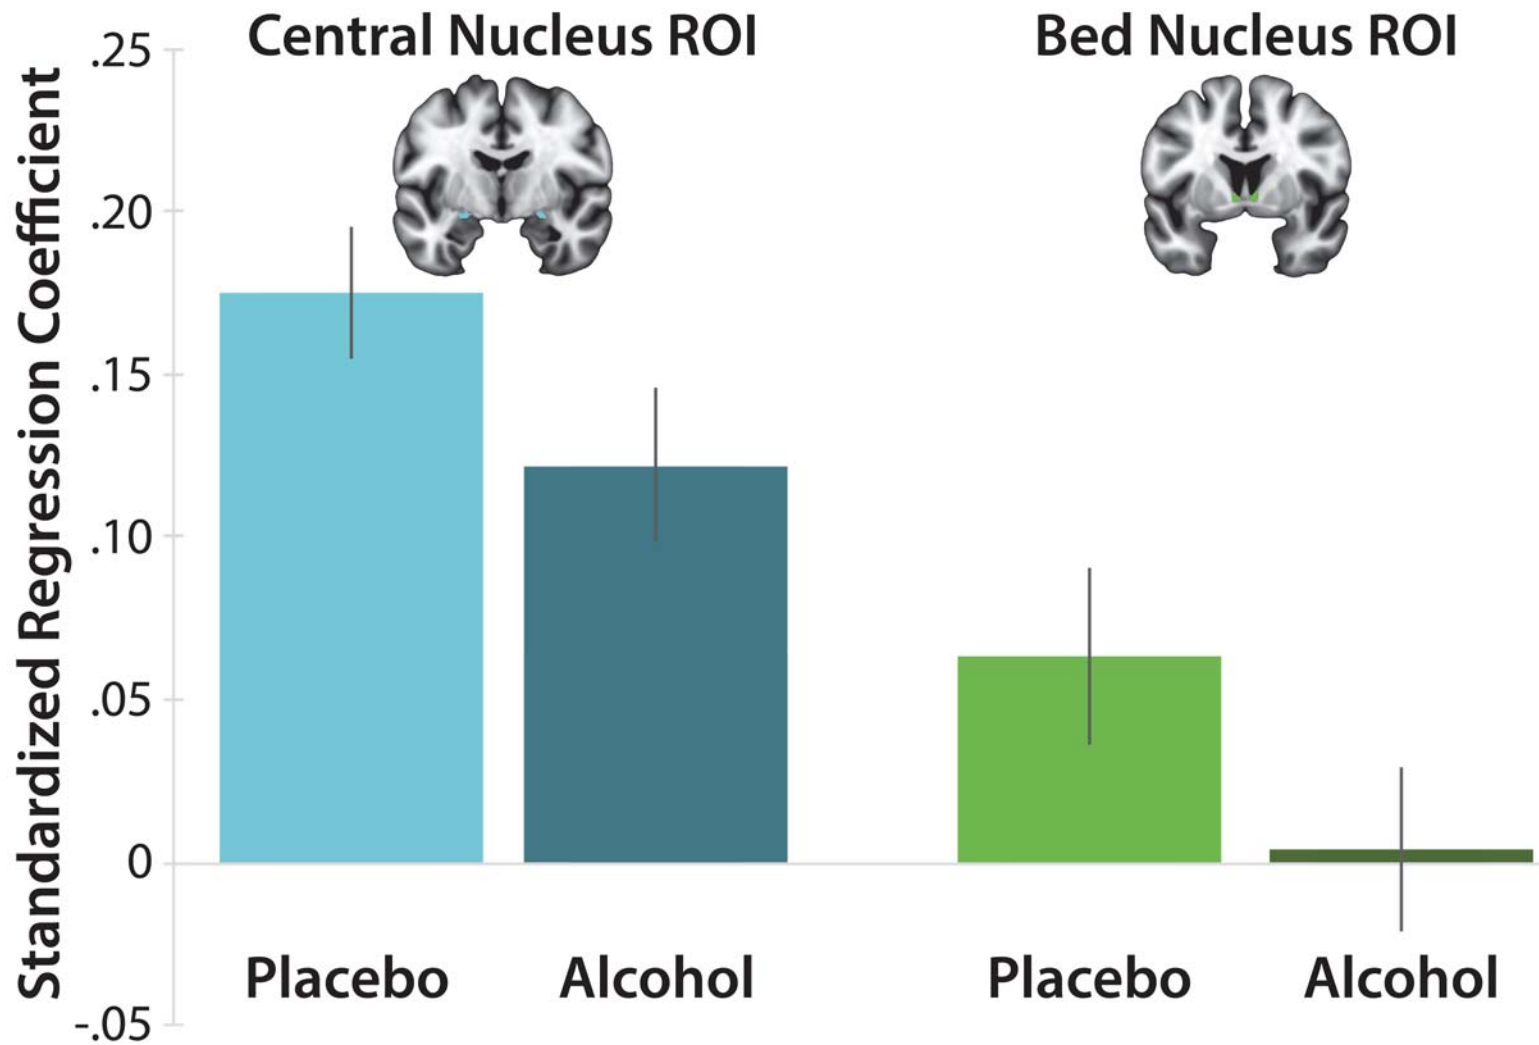 Central Nucleus ROI
Bed Nucleus ROI
Standardized Regression Coefficient
.25
.20
.15
.10
.05
0
-.05
Placebo
Alcohol
Placebo
Alcohol